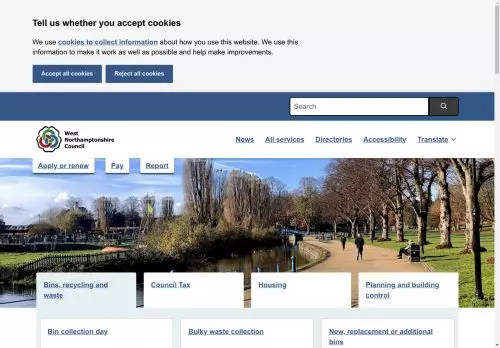 Tell us whether you accept cookies
We use cookies to collect information about how you use this website. We use this
information to make it work as well as possible and help make improvements.
Accept all cookies
Reject all cookies
Search
West
Northamptonshire
Council
News
All services
Directories
Accessibility
Translate
Apply or renew
Pay
Report
Bins, recycling and
waste
Council Tax
Housing
Planning and building
control
Bin collection day
Bulky waste collection
New, replacement or additional
bins